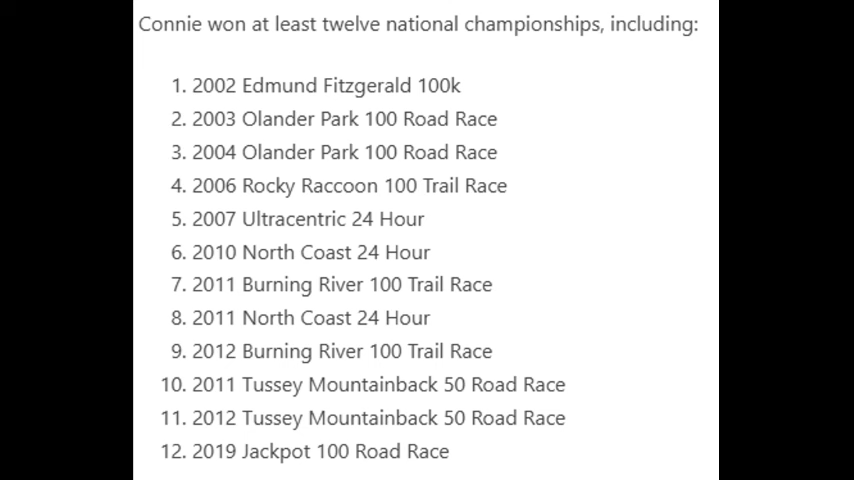 Connie won at least twelve national championships, including:
1. 2002 Edmund Fitzgerald 100k
2. 2003 Olander Park 100 Road Race
3. 2004 Olander Park 100 Road Race
4. 2006 Rocky Raccoon 100 Trail Race
5. 2007 Ultracentric 24 Hour
6. 2010 North Coast 24 Hour
7. 2011 Burning River 100 Trail Race
8. 2011 North Coast 24 Hour
9. 2012 Burning River 100 Trail Race
10. 2011 Tussey Mountainback 50 Road Race
11. 2012 Tussey Mountainback 50 Road Race
12. 2019 Jackpot 100 Road Race